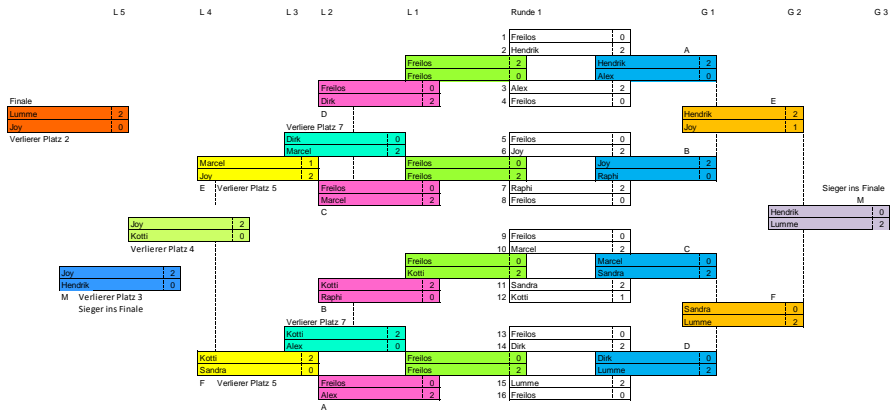 L 5 L 4 L 3 L 2 L 1 Runde 1 G 1 G 2 G 3
1 Freilos 0
2 Hendrik 2 A
Freilos 2 Hendrik 2
Freilos 0 Alex 0
Freilos 0 3 Alex 2
Finale Dirk 2 4 Freilos 0 E
Lumme 2 D Hendrik 2
Joy 0 Verliere Platz 7 Joy 1
Verlierer Platz 2 Dirk 0 5 Freilos 0
Marcel 2 6 Joy 2 B
Marcel 1 Freilos 0 Joy 2
Joy 2 Freilos 2 Raphi 0
E Verlierer Platz 5 Freilos 0 7 Raphi 2 Sieger ins Finale
Marcel 2 8 Freilos 0 M
C Hendrik 0
Joy 2 Lumme 2
Kotti 0 9 Freilos 0
Verlierer Platz 4 10 Marcel 2 C
Freilos 0 Marcel 0
Joy 2 Kotti 2 Sandra 2
Hendrik 0 Kotti 2 11 Sandra 2
M Verlierer Platz 3 Raphi 0 12 Kotti 1 F
Sieger ins Finale B Sandra 0
Verlierer Platz 7 Lumme 2
Kotti 2 13 Freilos 0
Alex 0 14 Dirk 2 D
Kotti 2 Freilos 0 Dirk 0
Sandra 0 Freilos 2 Lumme 2
F Verlierer Platz 5 Freilos 0 15 Lumme 2
Alex 2 16 Freilos 0
A